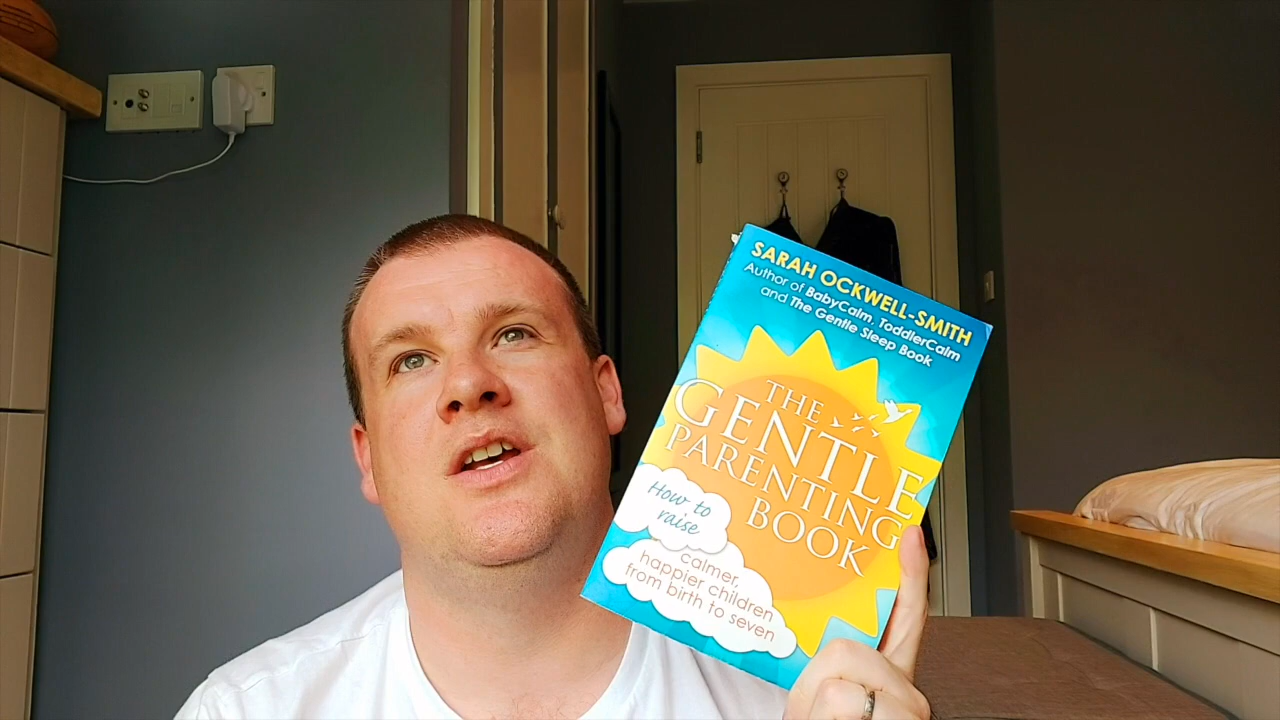 SARAH OCKWELL-SMITH
Author of BabyCalm, ToddlerCalm
and The Gentle Sleep Book
THE
GENTLE
PARENTING
BOOK
How to
raise
calmer,
happier children
from birth to seven